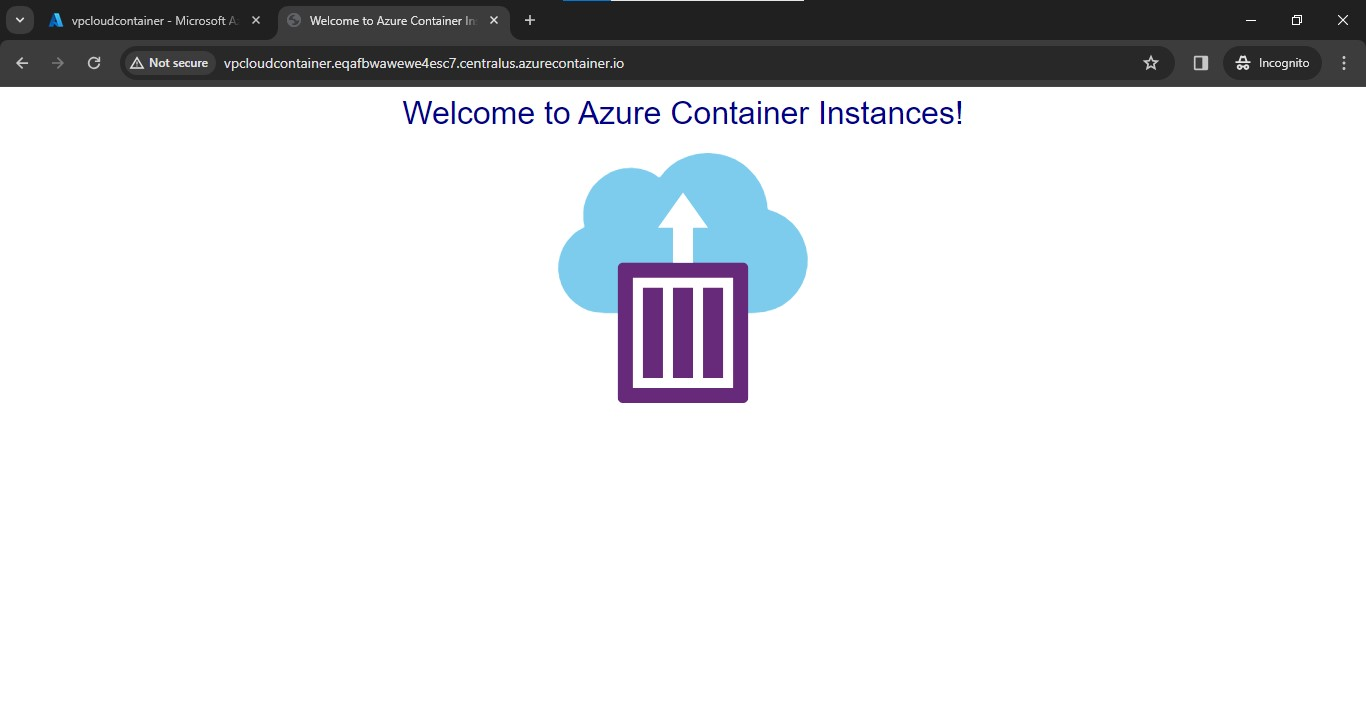 vpcloudcontainer - Microsoft A
Welcome to Azure Container In
Not secure
vpcloudcontainer.eqafbwawewe4esc7.centralus.azurecontainer.io
Incognito
Welcome to Azure Container Instances!